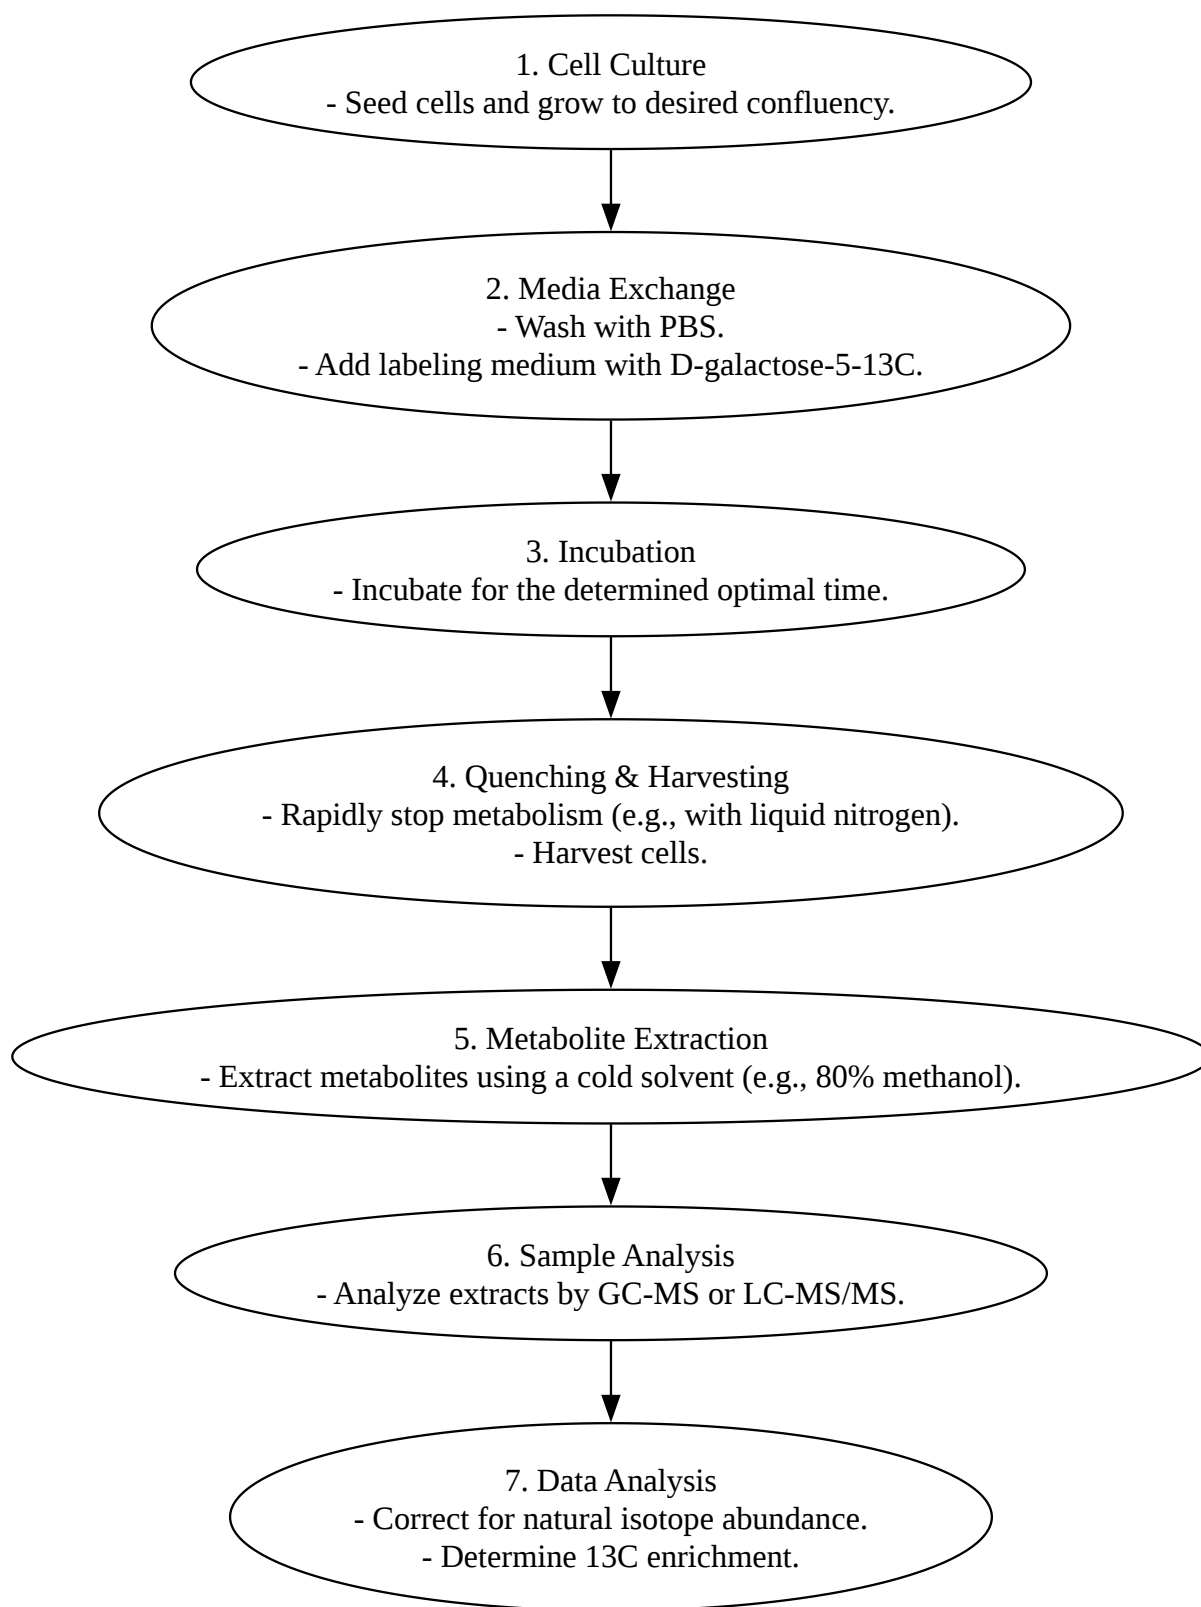 1. Cell Culture
- Seed cells and grow to desired confluency.
2. Media Exchange
- Wash with PBS.
- Add labeling medium with D-galactose-5-13C.
3. Incubation
- Incubate for the determined optimal time.
4. Quenching & Harvesting
- Rapidly stop metabolism (e.g., with liquid nitrogen).
- Harvest cells.
5. Metabolite Extraction
- Extract metabolites using a cold solvent (e.g., 80% methanol).
6. Sample Analysis
- Analyze extracts by GC-MS or LC-MS/MS.
7. Data Analysis
- Correct for natural isotope abundance.
- Determine 13C enrichment.